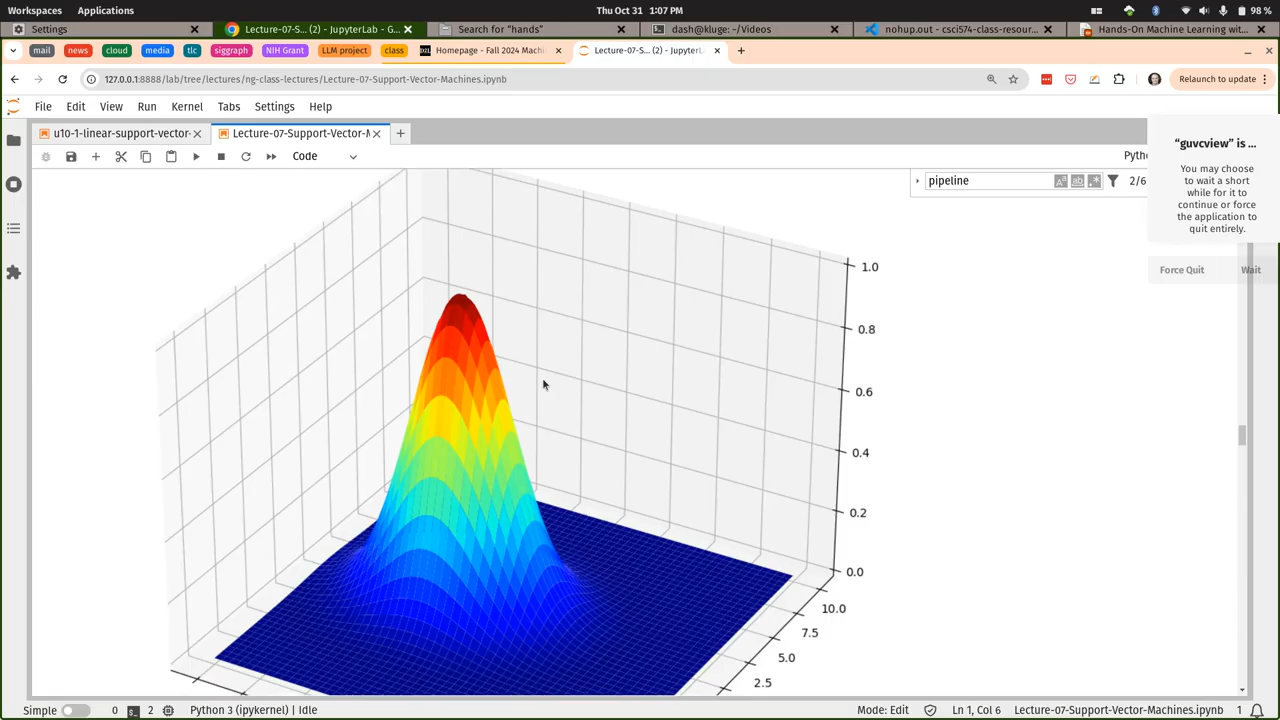 Workspaces Applications Thu Oct 31 1:07 PM 98 %
Settings Lecture-07-S... (2) - JupyterLab - G... Search for "hands" dash@kluge: ~/Videos nohup.out - csci574-class-resour... Hands-On Machine Learning wit...
mail news cloud media tlc siggraph NIH Grant LLM project class Homepage - Fall 2024 Machi Lecture-07-S... (2) - JupyterL
127.0.0.1:8888/lab/tree/lectures/ng-class-lectures/Lecture-07-Support-Vector-Machines.ipynb Relaunch to update
File Edit View Run Kernel Tabs Settings Help
u10-1-linear-support-vector- Lecture-07-Support-Vector-M
Code Pytho
pipeline 2/6
"guvcview" is ...
You may choose
to wait a short
while for it to
continue or force
the application to
quit entirely.
Force Quit Wait
1.0
0.8
0.6
0.4
0.2
0.0
10.0
7.5
5.0
2.5
Simple 0 2 Python 3 (ipykernel) | Idle Mode: Edit Ln 1, Col 6 Lecture-07-Support-Vector-Machines.ipynb 1